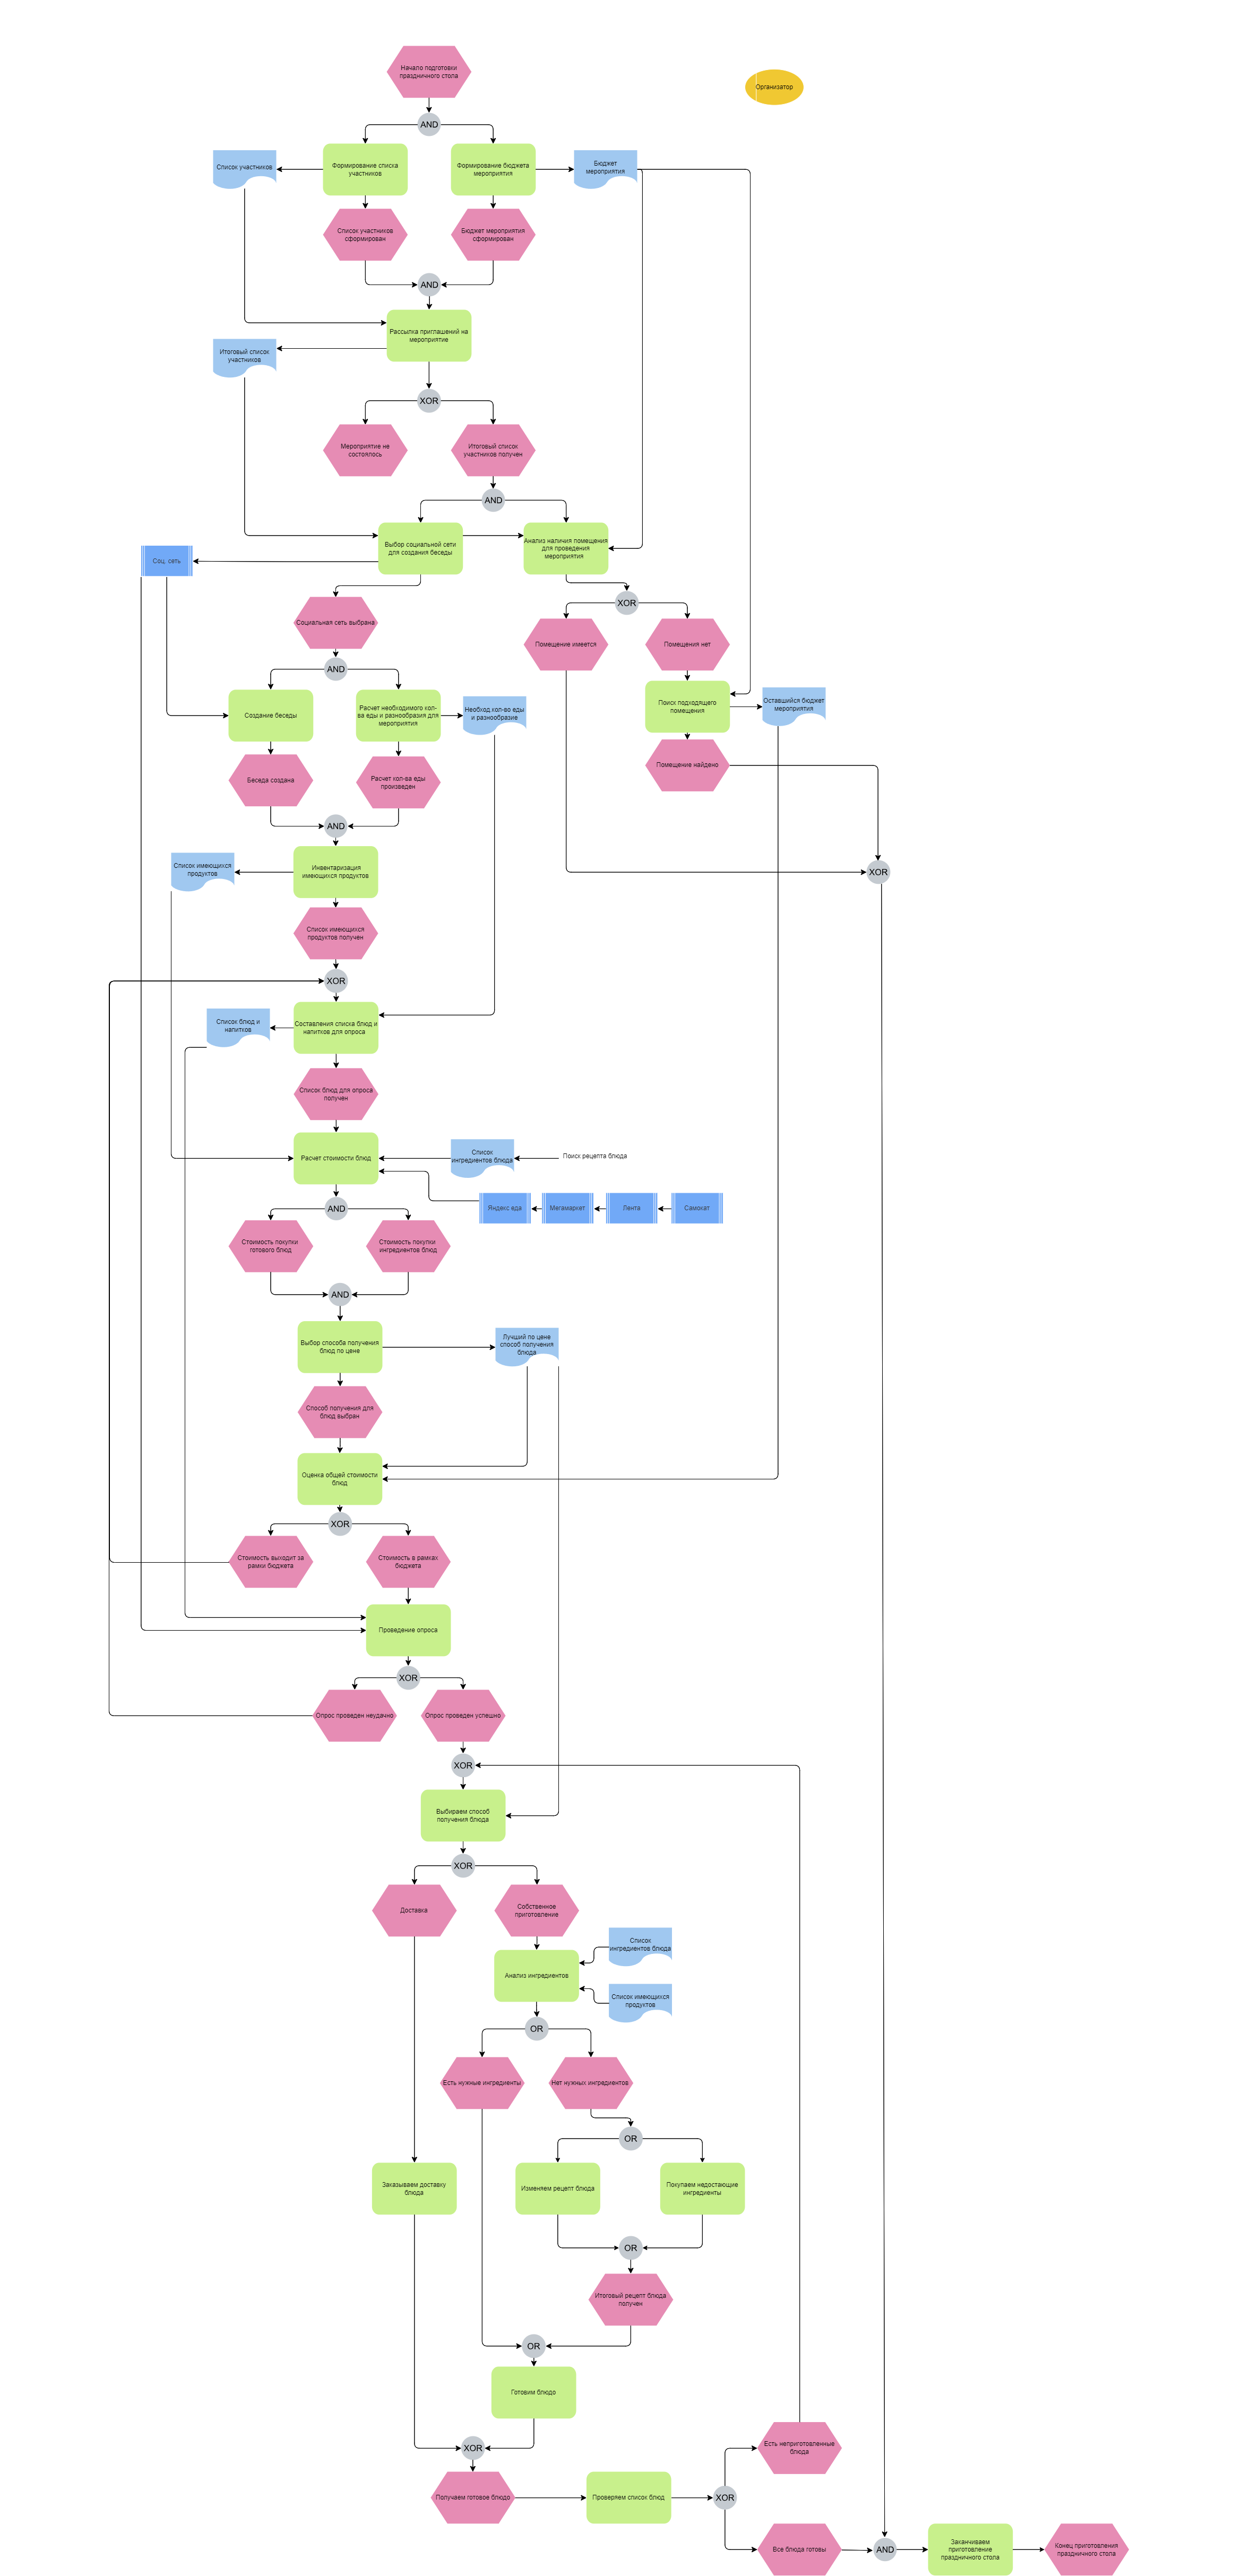 Начало подготовки
праздничного стола
Организатор
AND
Список участников
Формирование списка
участников
Формирование бюджета
мероприятия
Бюджет
мероприятия
Список участников
сформирован
Бюджет мероприятия
сформирован
AND
Рассылка приглашений на
мероприятие
Итоговый список
участников
XOR
Мероприятие не
состоялось
Итоговый список
участников получен
AND
Выбор социальной сети
для создания беседы
Анализ наличия помещения
для проведения
мероприятия
Соц. сеть
XOR
Социальная сеть выбрана
Помещение имеется
Помещения нет
AND
Создание беседы
Расчет необходимого кол-
ва еды и разнообразия для
мероприятия
Необход.кол-во еды
и разнообразие
Поиск подходящего
помещения
Оставшийся бюджет
мероприятия
Беседа создана
Расчет кол-ва еды
произведен
Помещение найдено
AND
Список имеющихся
продуктов
Инвентаризация
имеющихся продуктов
XOR
Список имеющихся
продуктов получен
XOR
Список блюд и
напитков
Составления списка блюд и
напитков для опроса
Список блюд для опроса
получен
Расчет стоимости блюд
Список
ингредиентов блюда
Поиск рецепта блюда
AND
Яндекс еда
Мегамаркет
Лента
Самокат
Стоимость покупки
готового блюд
Стоимость покупки
ингредиентов блюд
AND
Выбор способа получения
блюд по цене
Лучший по цене
способ получения
блюда
Способ получения для
блюд выбран
Оценка общей стоимости
блюд
XOR
Стоимость выходит за
рамки бюджета
Стоимость в рамках
бюджета
Проведение опроса
XOR
Опрос проведен неудачно
Опрос проведен успешно
XOR
Выбираем способ
получения блюда
XOR
Доставка
Собственное
приготовление
Список
ингредиентов блюда
Анализ ингредиентов
Список имеющихся
продуктов
OR
Есть нужные ингредиенты
Нет нужных ингредиентов
OR
Заказываем доставку
блюда
Изменяем рецепт блюда
Покупаем недостающие
ингредиенты
OR
Итоговый рецепт блюда
получен
OR
Готовим блюдо
XOR
Есть неприготовленные
блюда
Получаем готовое блюдо
Проверяем список блюд
XOR
Все блюда готовы
AND
Заканчиваем
приготовление
праздничного стола
Конец приготовления
праздничного стола